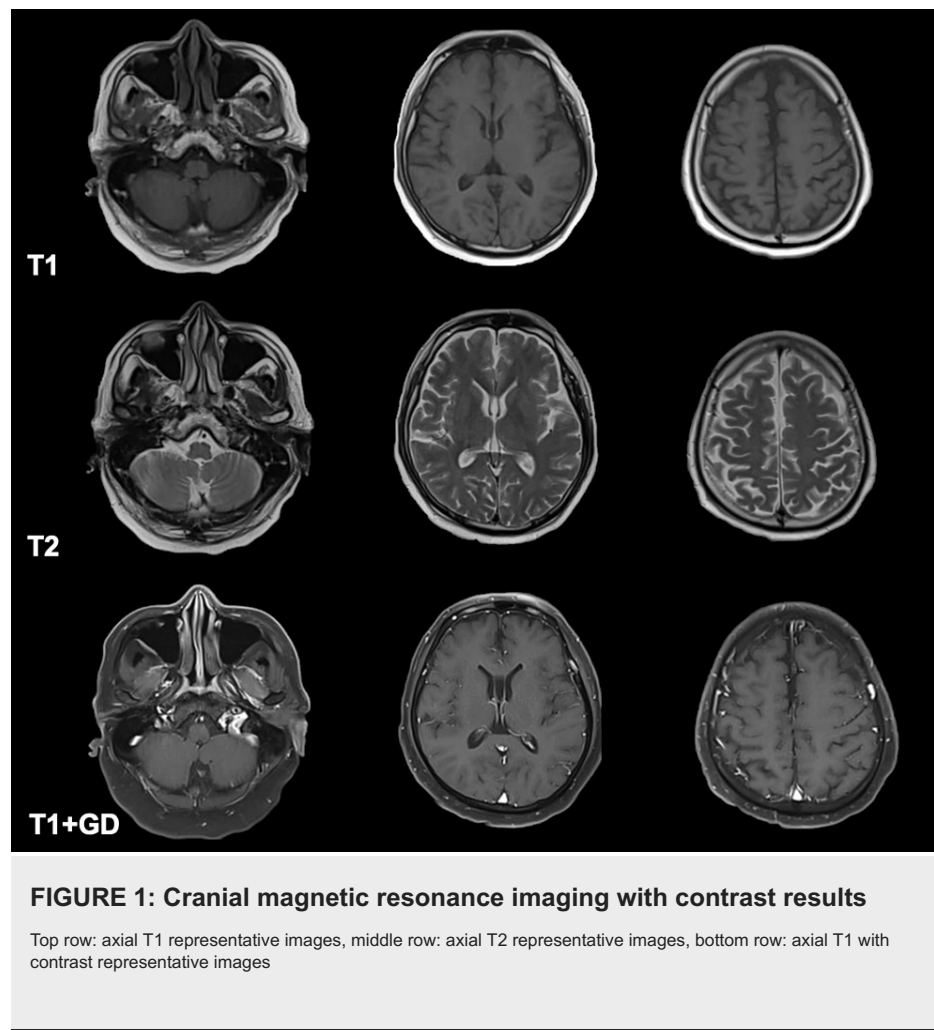 T1
T2
T1+GD
FIGURE 1: Cranial magnetic resonance imaging with contrast results
Top row: axial T1 representative images, middle row: axial T2 representative images, bottom row: axial T1 with
contrast representative images